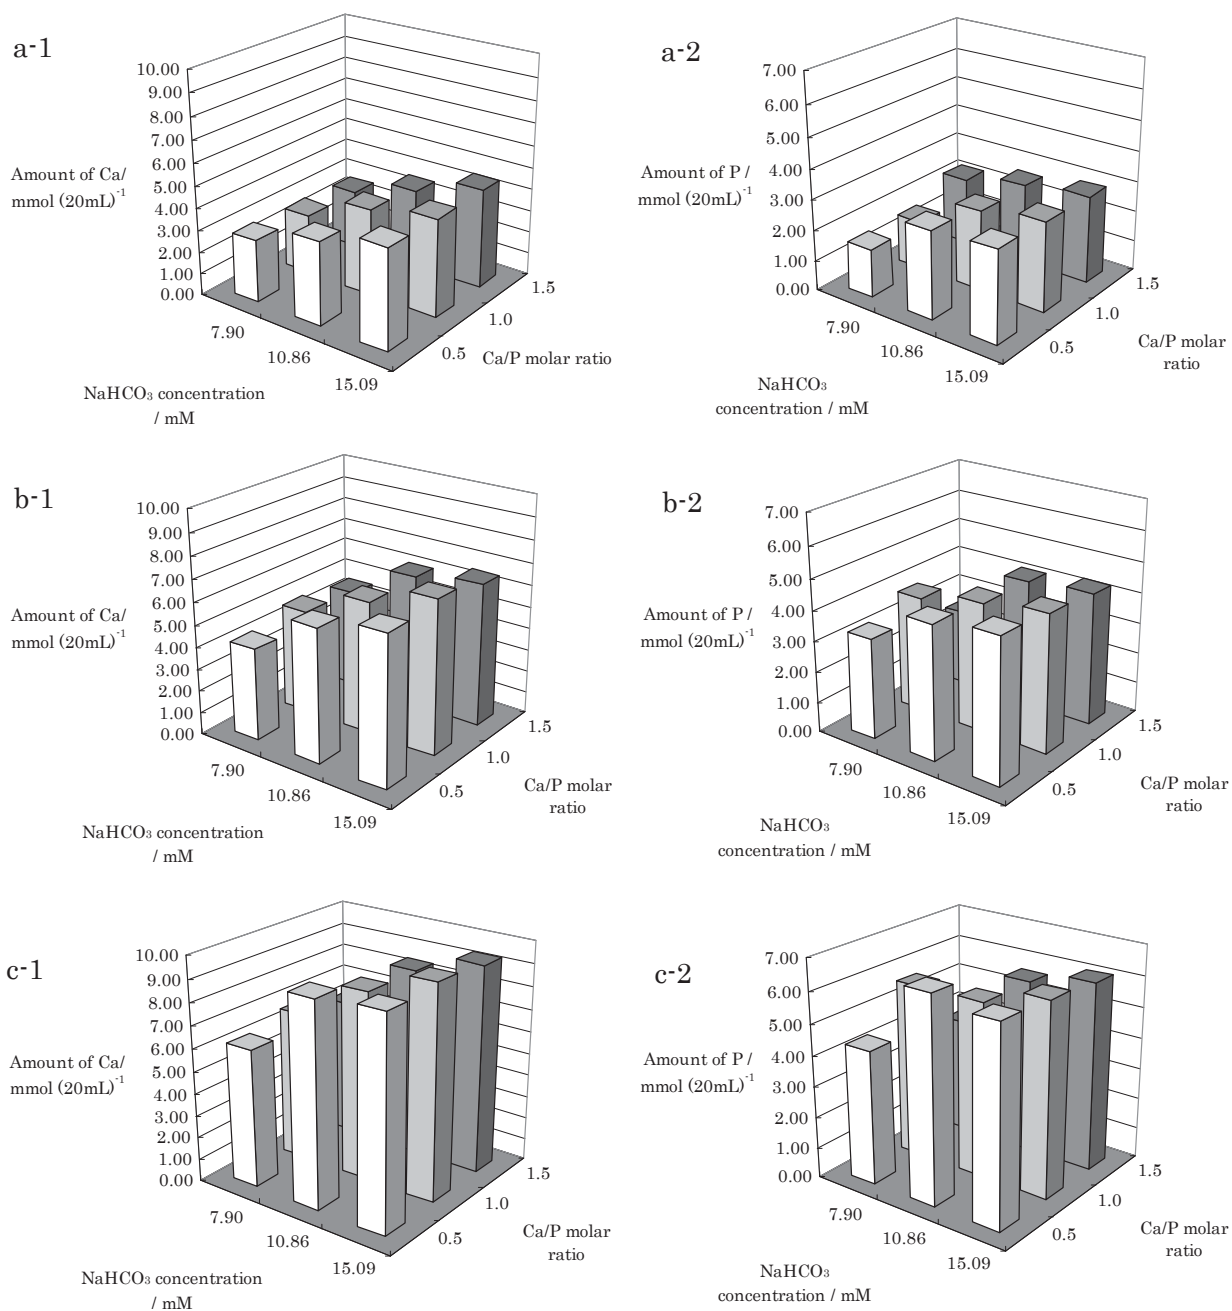 a-1
10.00
9.00
8.00
7.00
6.00
5.00
4.00
3.00
2.00
1.00
0.00
Amount of Ca/
mmol (20mL)-1
7.90
10.86
15.09
0.5
1.0
1.5
Ca/P molar ratio
NaHCO3 concentration
/ mM
a-2
7.00
6.00
5.00
4.00
3.00
2.00
1.00
0.00
Amount of P /
mmol (20mL)-1
7.90
10.86
15.09
0.5
1.0
1.5
Ca/P molar
ratio
NaHCO3
concentration / mM
b-1
10.00
9.00
8.00
7.00
6.00
5.00
4.00
3.00
2.00
1.00
0.00
Amount of Ca/
mmol (20mL)-1
7.90
10.86
15.09
0.5
1.0
1.5
Ca/P molar
ratio
NaHCO3 concentration
/ mM
b-2
7.00
6.00
5.00
4.00
3.00
2.00
1.00
0.00
Amount of P /
mmol (20mL)-1
7.90
10.86
15.09
0.5
1.0
1.5
Ca/P molar
ratio
NaHCO3
concentration / mM
c-1
10.00
9.00
8.00
7.00
6.00
5.00
4.00
3.00
2.00
1.00
0.00
Amount of Ca/
mmol (20mL)-1
7.90
10.86
15.09
0.5
1.0
1.5
Ca/P molar
ratio
NaHCO3 concentration
/ mM
c-2
7.00
6.00
5.00
4.00
3.00
2.00
1.00
0.00
Amount of P /
mmol (20mL)-1
7.90
10.86
15.09
0.5
1.0
1.5
Ca/P molar
ratio
NaHCO3
concentration / mM